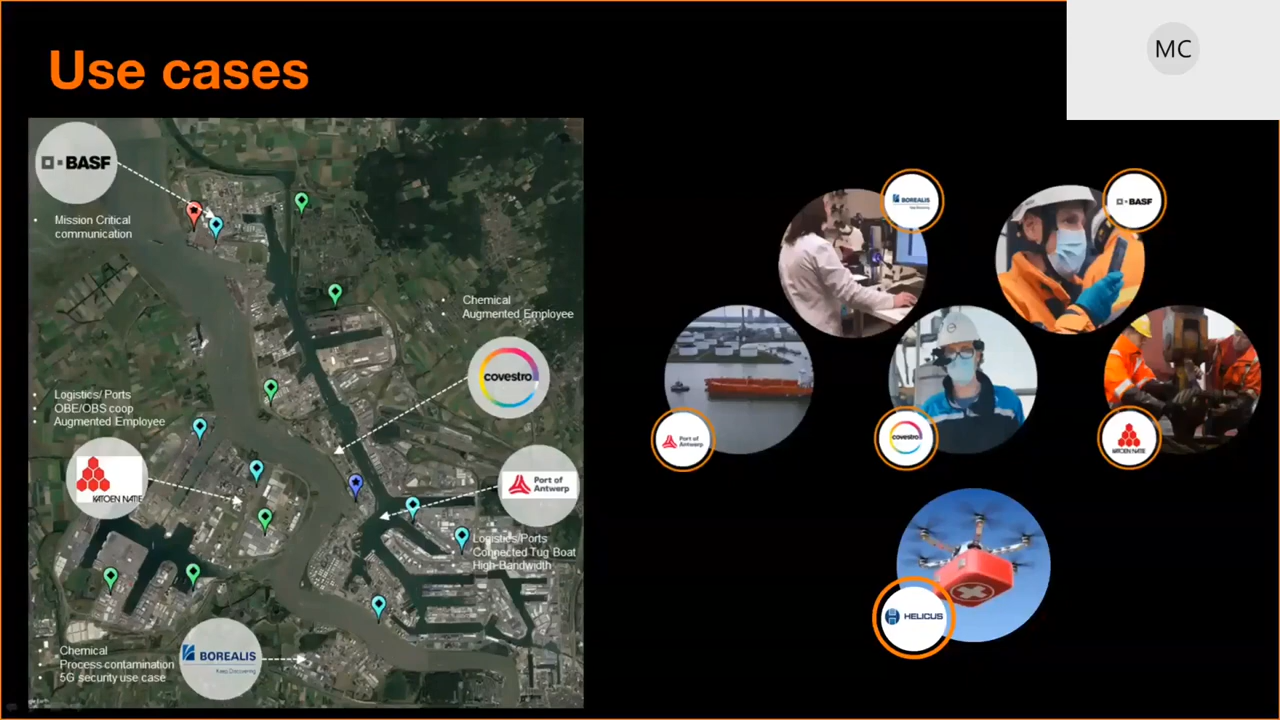 Use cases
MC
BASF
Mission Critical
communication
Chemical
Augmented Employee
covestro
Logistics/Ports
OBE/OBS coop
Augmented Employee
KATOEN NATIE
Port of
Antwerp
Logistics/Ports
Connected Tug Boat
High-Bandwidth
Chemical
Process contamination
5G security use case
BOREALIS
Keep Discovering
BOREALIS
Keep Discovering
BASF
Port of
Antwerp
covestro
KATOEN NATIE
HELICUS